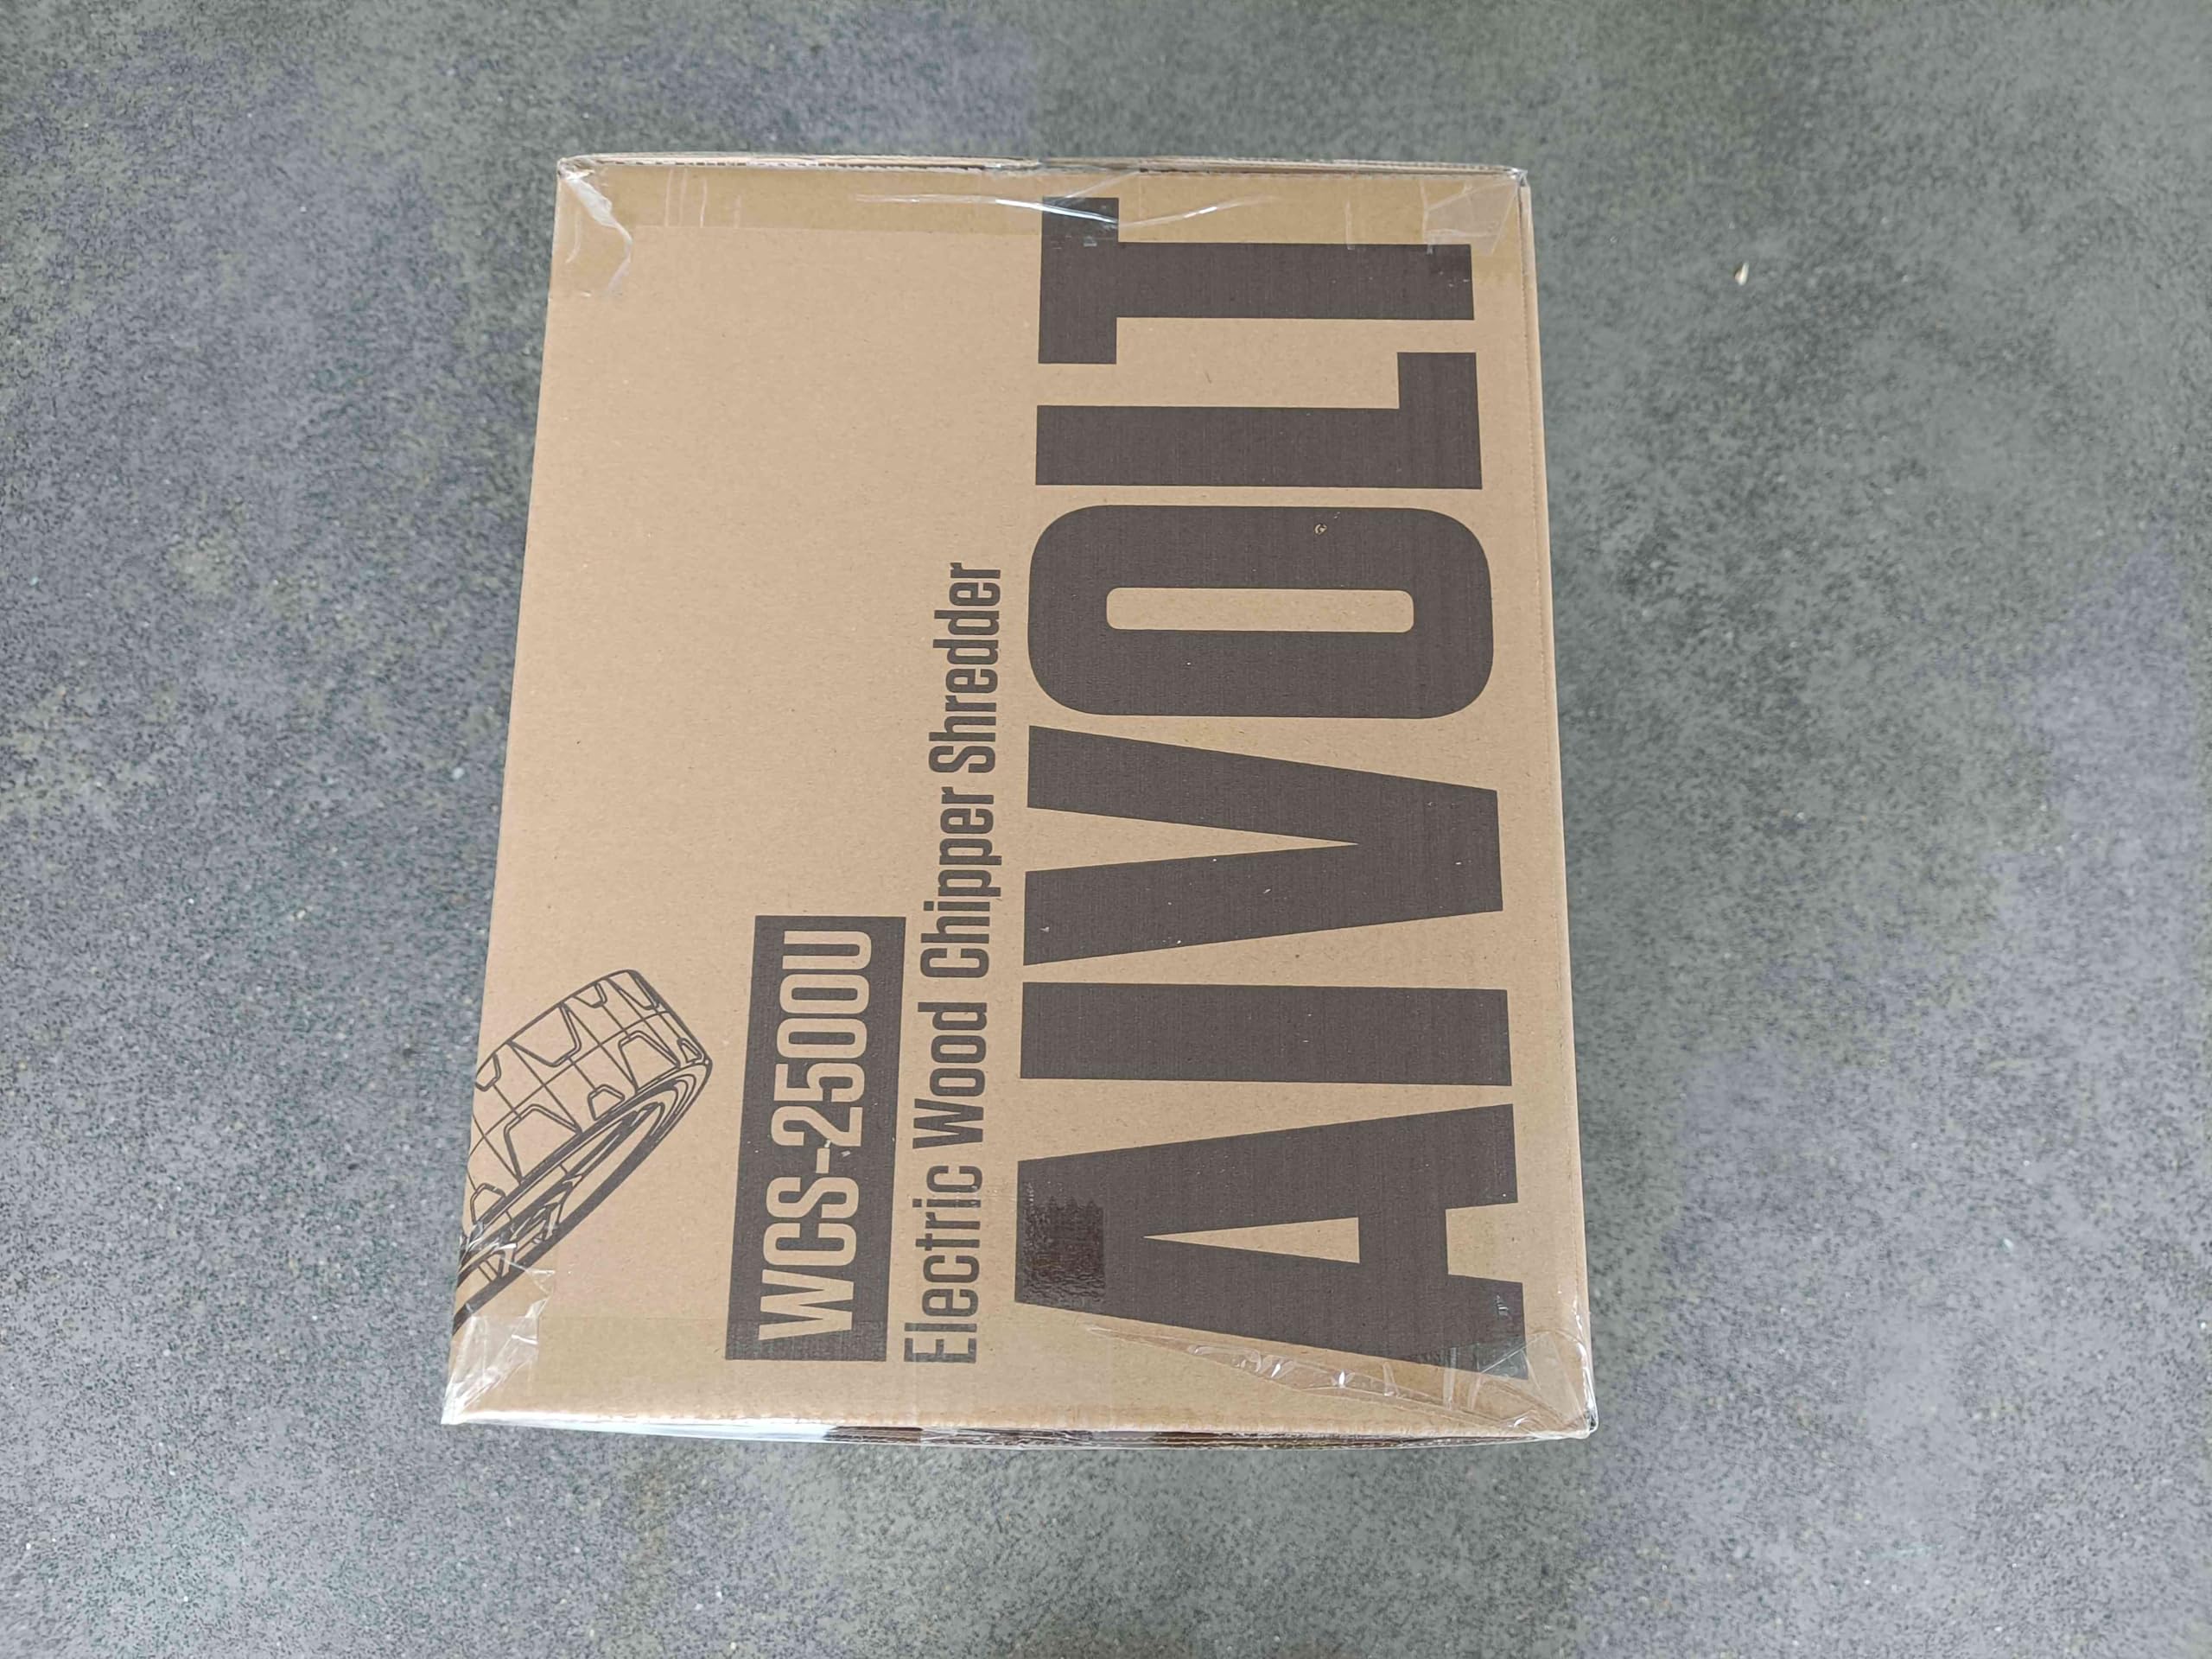 WCS-2500U
Electric Wood Chipper Shredder
AIVOLT